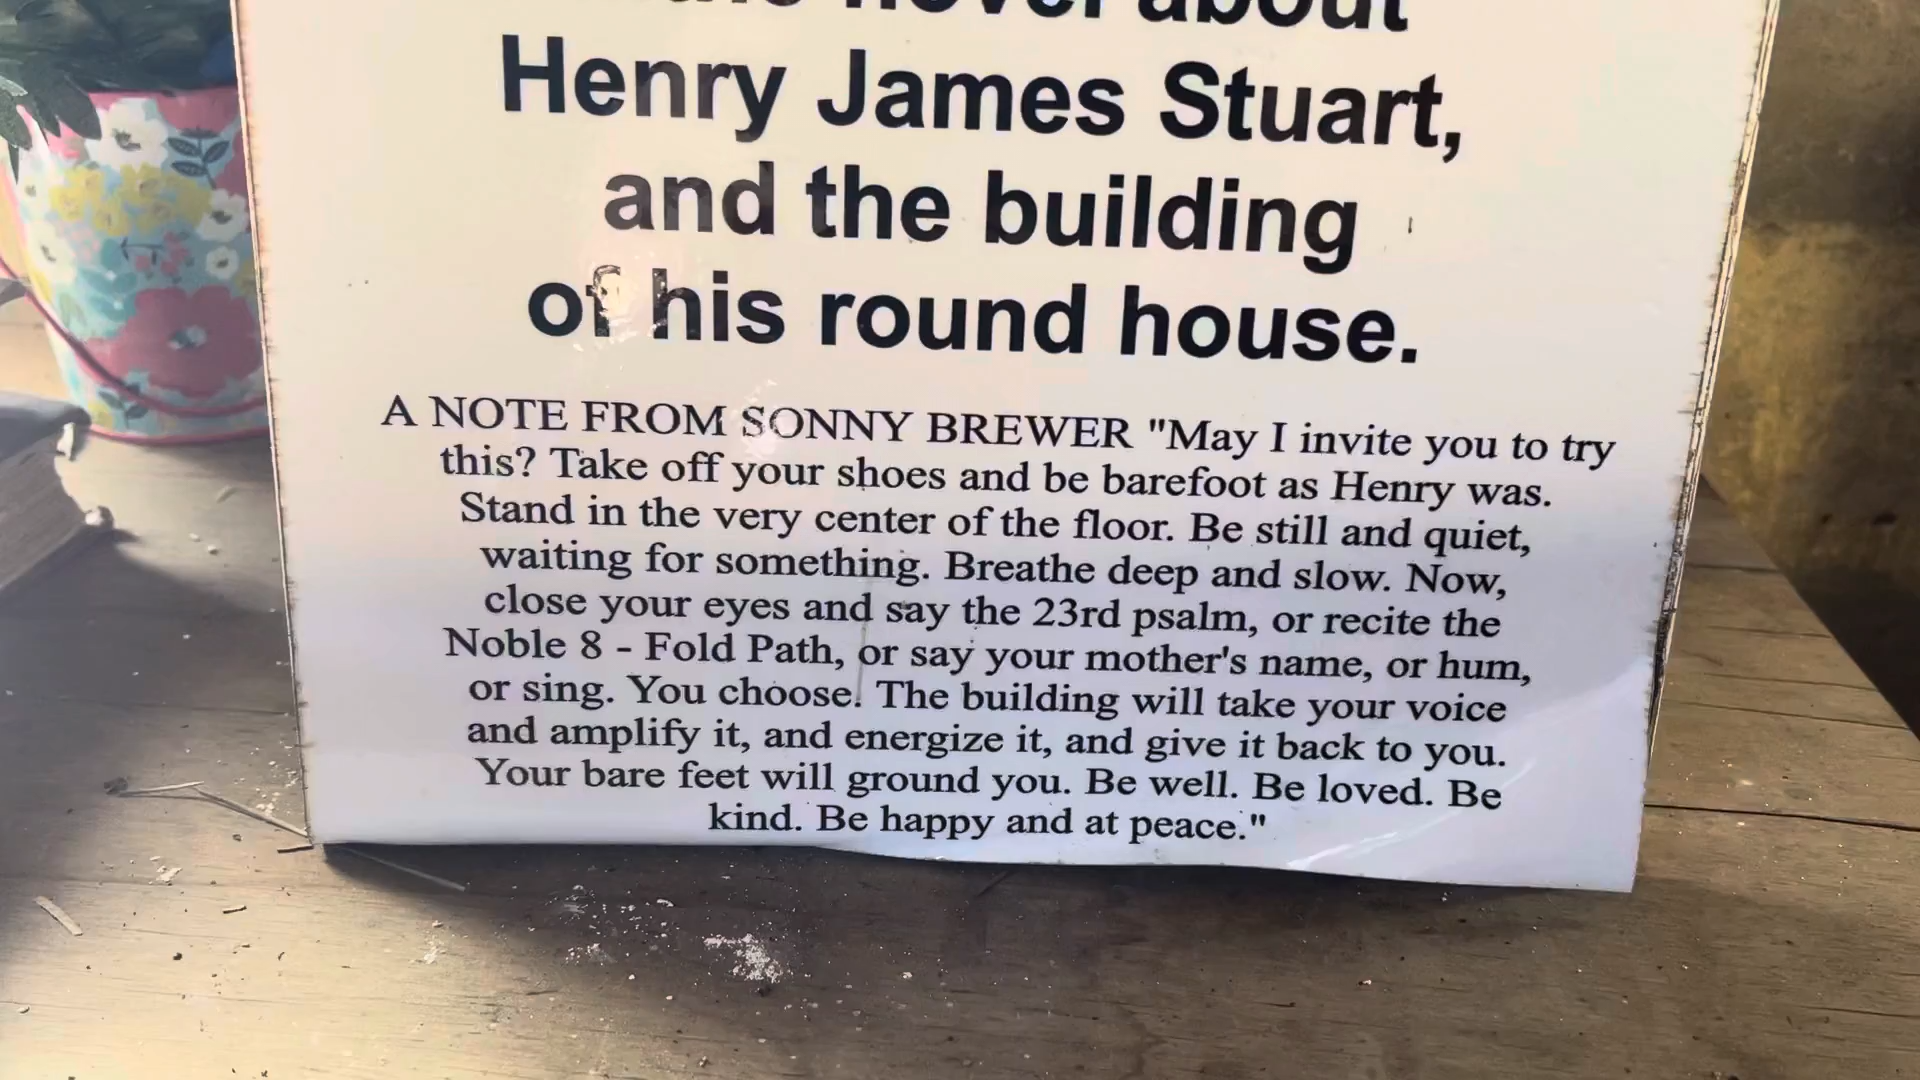 the novel about
Henry James Stuart,
and the building
of his round house.
A NOTE FROM SONNY BREWER "May I invite you to try
this? Take off your shoes and be barefoot as Henry was.
Stand in the very center of the floor. Be still and quiet,
waiting for something. Breathe deep and slow. Now,
close your eyes and say the 23rd psalm, or recite the
Noble 8 - Fold Path, or say your mother's name, or hum,
or sing. You choose. The building will take your voice
and amplify it, and energize it, and give it back to you.
Your bare feet will ground you. Be well. Be loved. Be
kind. Be happy and at peace."